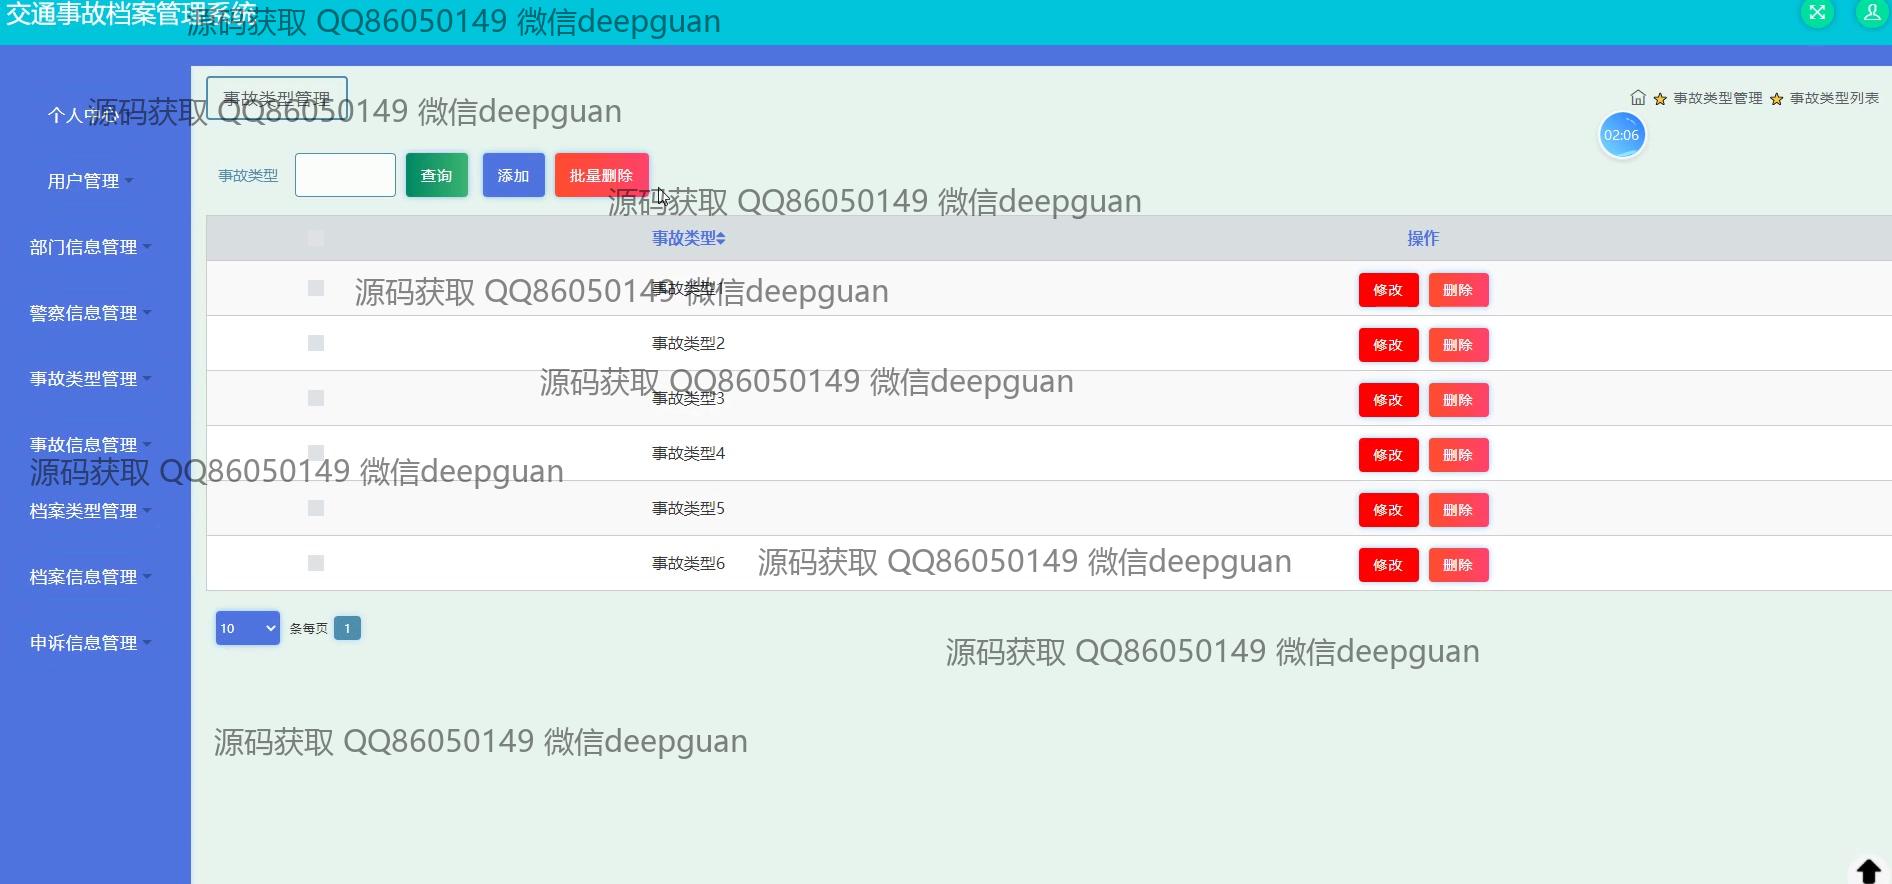 交通事故档案管理系统
源码获取 QQ86050149 微信deepguan
事故类型管理
事故类型管理 事故类型列表
个人中心
源码获取 QQ86050149 微信deepguan
02:06
事故类型 查询 添加 批量删除
用户管理
源码获取 QQ86050149 微信deepguan
部门信息管理
事故类型 操作
源码获取 QQ86050149 微信deepguan
事故类型1 修改 删除
警察信息管理
事故类型2 修改 删除
事故类型管理
源码获取 QQ86050149 微信deepguan
事故类型3 修改 删除
事故信息管理
事故类型4 修改 删除
源码获取 QQ86050149 微信deepguan
档案类型管理
事故类型5 修改 删除
档案信息管理
事故类型6 修改 删除
源码获取 QQ86050149 微信deepguan
10 条每页 1
申诉信息管理
源码获取 QQ86050149 微信deepguan
源码获取 QQ86050149 微信deepguan